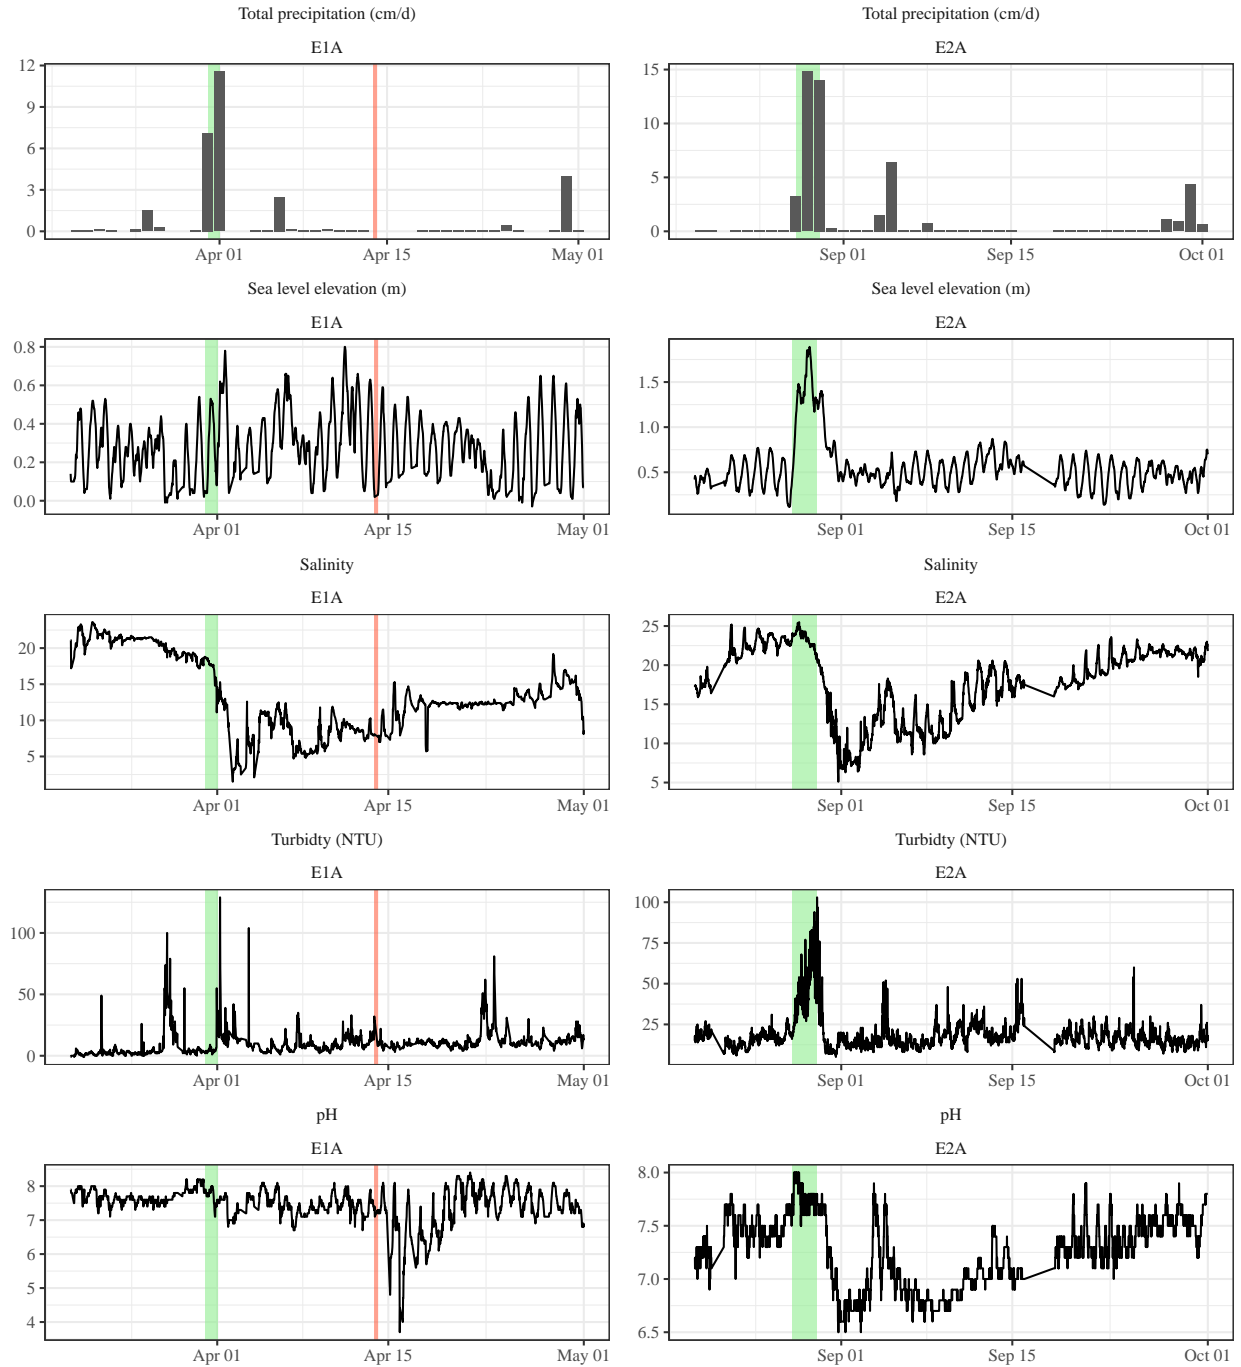 Total precipitation (cm/d)
Total precipitation (cm/d)
E1A
E2A
12
9
6
3
0
Apr 01
Apr 15
May 01
15
10
5
0
Sep 01
Sep 15
Oct 01
Sea level elevation (m)
Sea level elevation (m)
E1A
E2A
0.8
0.6
0.4
0.2
0.0
Apr 01
Apr 15
May 01
1.5
1.0
0.5
Sep 01
Sep 15
Oct 01
Salinity
Salinity
E1A
E2A
20
15
10
5
Apr 01
Apr 15
May 01
25
20
15
10
5
Sep 01
Sep 15
Oct 01
Turbidty (NTU)
Turbidty (NTU)
E1A
E2A
100
50
0
Apr 01
Apr 15
May 01
100
75
50
25
Sep 01
Sep 15
Oct 01
pH
pH
E1A
E2A
8
7
6
5
4
Apr 01
Apr 15
May 01
8.0
7.5
7.0
6.5
Sep 01
Sep 15
Oct 01